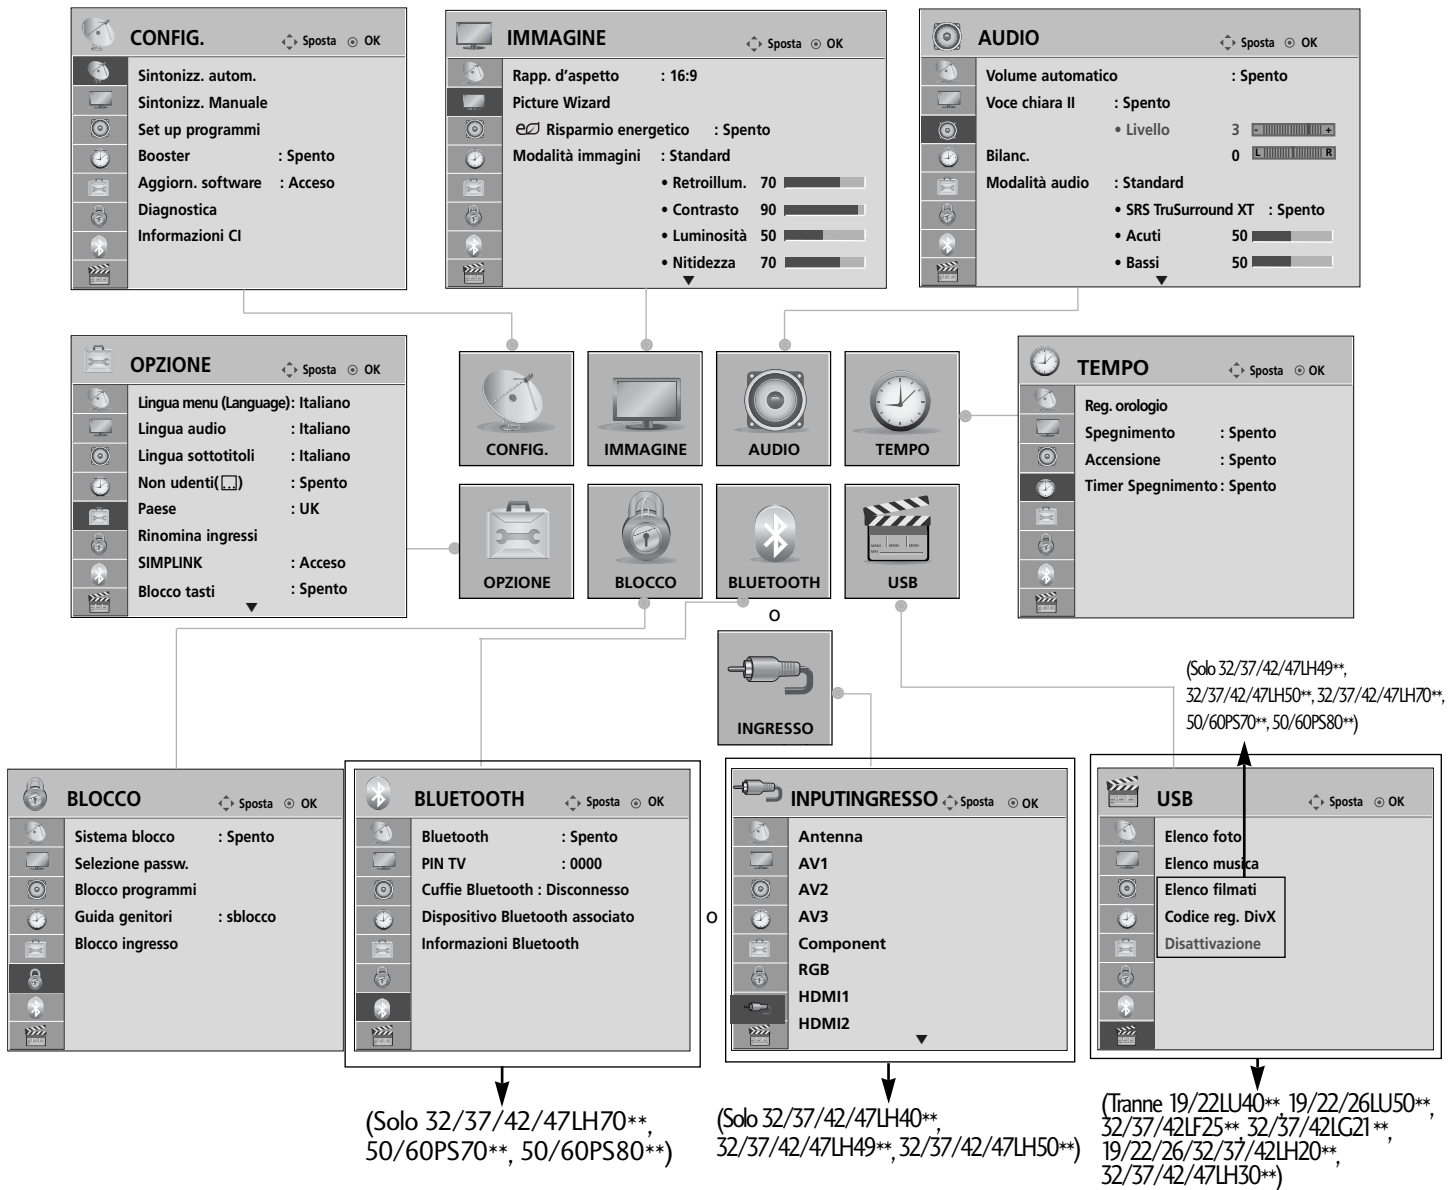 CONFIG. Sposta OK
Sintonizz. autom.
Sintonizz. Manuale
Set up programmi
Booster : Spento
Aggiorn. software : Acceso
Diagnostica
Informazioni CI
IMMAGINE Sposta OK
Rapp. d'aspetto : 16:9
Picture Wizard
Risparmio energetico : Spento
Modalità immagini : Standard
• Retroillum. 70
• Contrasto 90
• Luminosità 50
• Nitidezza 70
AUDIO Sposta OK
Volume automatico : Spento
Voce chiara II : Spento
• Livello 3 - +
Bilanc. 0 L R
Modalità audio : Standard
• SRS TruSurround XT : Spento
• Acuti 50
• Bassi 50
OPZIONE Sposta OK
Lingua menu (Language) : Italiano
Lingua audio : Italiano
Lingua sottotitoli : Italiano
Non udenti( ) : Spento
Paese : UK
Rinomina ingressi
SIMPLINK : Acceso
Blocco tasti : Spento
CONFIG.
IMMAGINE
AUDIO
TEMPO
OPZIONE
BLOCCO
BLUETOOTH
USB
o
INGRESSO
TEMPO Sposta OK
Reg. orologio
Spegnimento : Spento
Accensione : Spento
Timer Spegnimento : Spento
(Solo 32/37/42/47LH49**,
32/37/42/47LH50**, 32/37/42/47LH70**,
50/60PS70**, 50/60PS80**)
BLOCCO Sposta OK
Sistema blocco : Spento
Selezione passw.
Blocco programmi
Guida genitori : sblocco
Blocco ingresso
BLUETOOTH Sposta OK
Bluetooth : Spento
PIN TV : 0000
Cuffie Bluetooth : Disconnesso
Dispositivo Bluetooth associato
Informazioni Bluetooth
o
INPUTINGRESSO Sposta OK
Antenna
AV1
AV2
AV3
Component
RGB
HDMI1
HDMI2
USB Sposta OK
Elenco foto
Elenco musica
Elenco filmati
Codice reg. DivX
Disattivazione
(Solo 32/37/42/47LH70**,
50/60PS70**, 50/60PS80**)
(Solo 32/37/42/47LH40**,
32/37/42/47LH49**, 32/37/42/47LH50**)
(Tranne 19/22LU40**, 19/22/26LU50**,
32/37/42LF25**, 32/37/42LG21**,
19/22/26/32/37/42LH20**,
32/37/42/47LH30**)